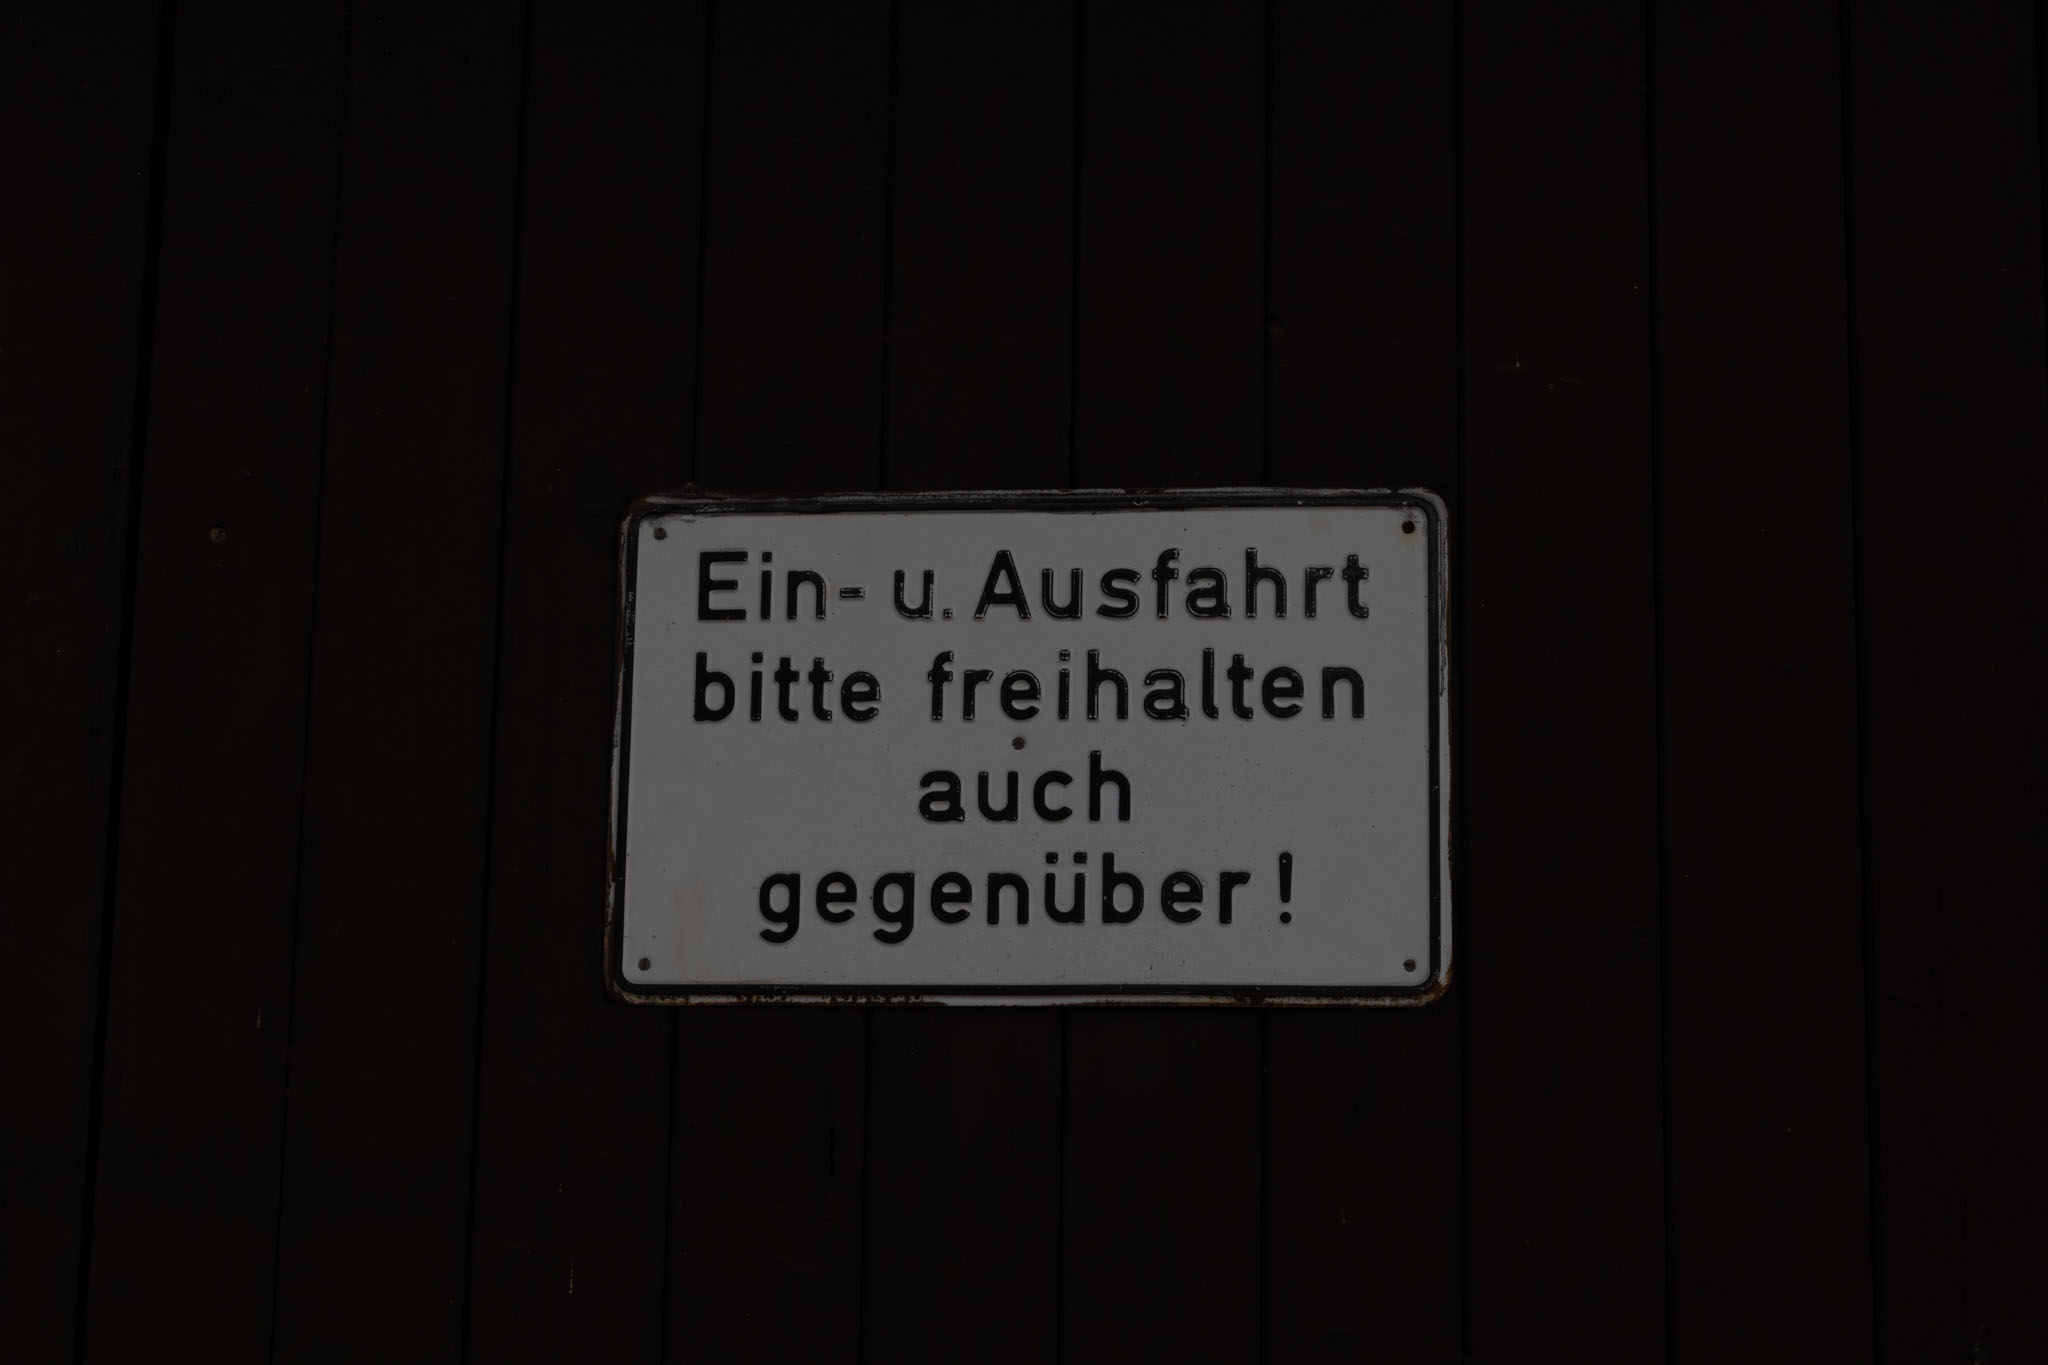 Ein- u. Ausfahrt
bitte freihalten
auch
gegenüber!